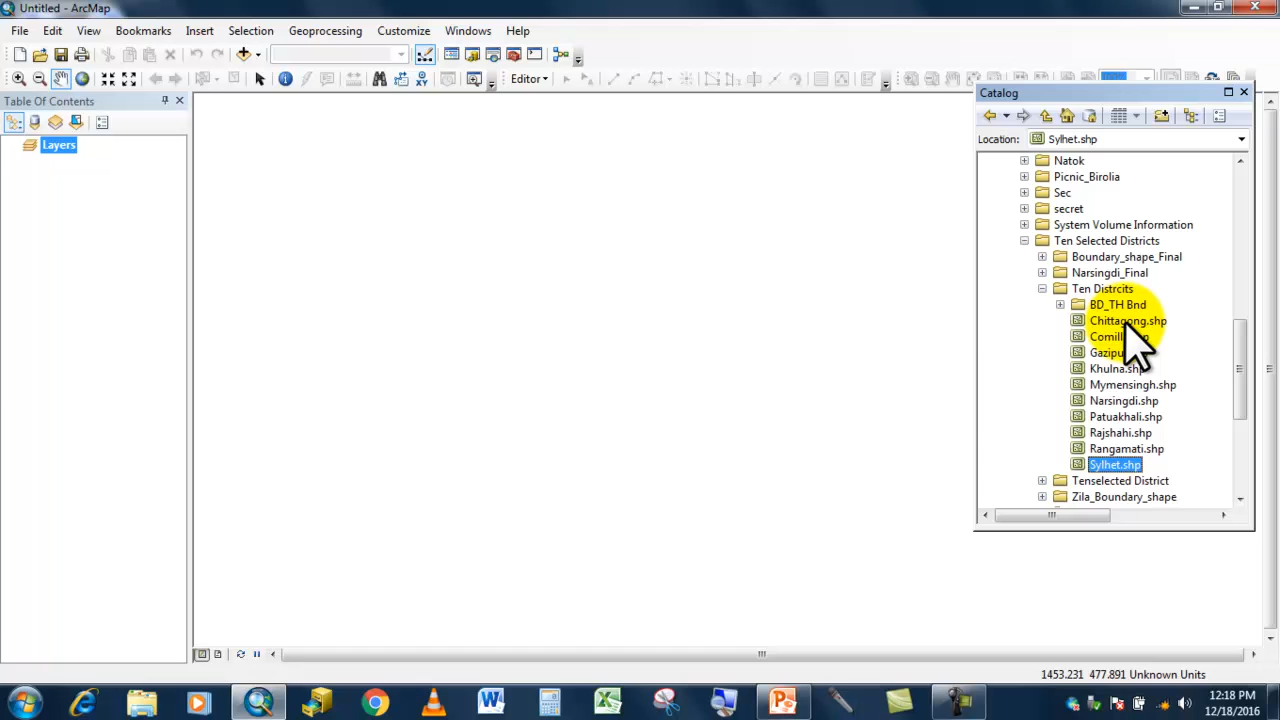 Untitled - ArcMap
File Edit View Bookmarks Insert Selection Geoprocessing Customize Windows Help
Editor
Table Of Contents
Layers
Catalog
Location: Sylhet.shp
Natok
Picnic_Birolia
Sec
secret
System Volume Information
Ten Selected Districts
Boundary_shape_Final
Narsingdi_Final
Ten Distrcits
BD_TH Bnd
Chittagong.shp
Khulna.shp
Mymensingh.shp
Narsingdi.shp
Patuakhali.shp
Rajshahi.shp
Rangamati.shp
Sylhet.shp
Tenselected District
Zila_Boundary_shape
1453.231 477.891 Unknown Units
12:18 PM
12/18/2016